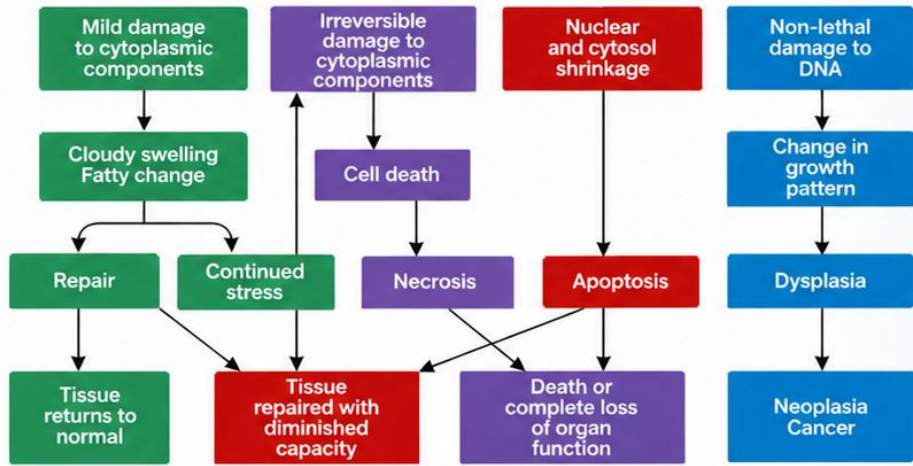 Mild damage
to cytoplasmic
components
Irreversible
damage to
cytoplasmic
components
Nuclear
and cytosol
shrinkage
Non-lethal
damage to
DNA
Cloudy swelling
Fatty change
Cell death
Change in
growth
pattern
Repair
Continued
stress
Necrosis
Apoptosis
Dysplasia
Tissue
returns to
normal
Tissue
repaired with
diminished
capacity
Death or
complete loss
of organ
function
Neoplasia
Cancer